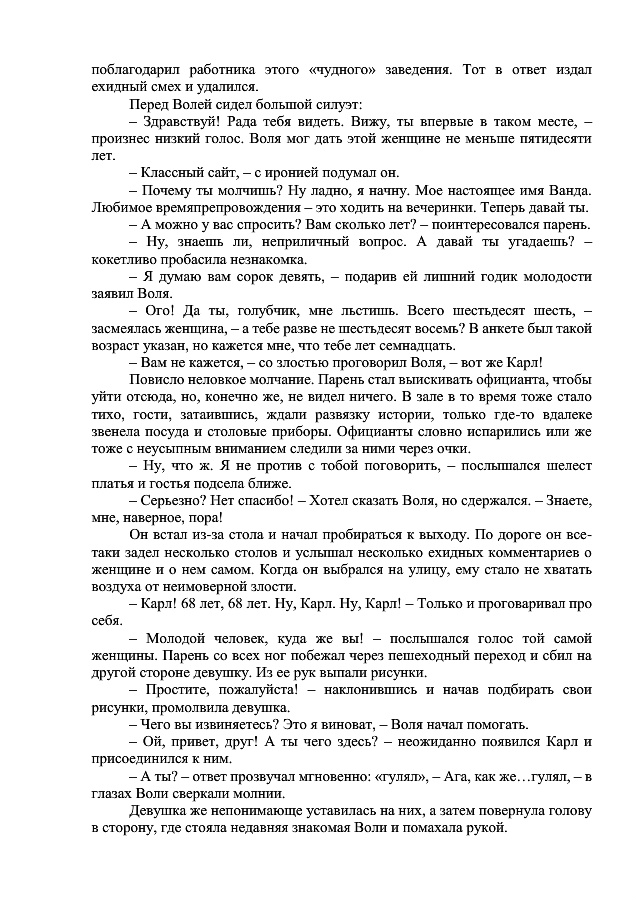 поблагодарил работника этого «чудного» заведения. Тот в ответ издал
ехидный смех и удалился.
Перед Волей сидел большой силуэт:
– Здравствуй! Рада тебя видеть. Вижу, ты впервые в таком месте, –
произнес низкий голос. Воля мог дать этой женщине не меньше пятидесяти
лет.
– Классный сайт, – с иронией подумал он.
– Почему ты молчишь? Ну ладно, я начну. Мое настоящее имя Ванда.
Любимое времяпрепровождения – это ходить на вечеринки. Теперь давай ты.
– А можно у вас спросить? Вам сколько лет? – поинтересовался парень.
– Ну, знаешь ли, неприличный вопрос. А давай ты угадаешь? –
кокетливо пробасила незнакомка.
– Я думаю вам сорок девять, – подарив ей лишний годик молодости
заявил Воля.
– Ого! Да ты, голубчик, мне льстишь. Всего шестьдесят шесть, –
засмеялась женщина, – а тебе разве не шестьдесят восемь? В анкете был такой
возраст указан, но кажется мне, что тебе лет семнадцать.
– Вам не кажется, – со злостью проговорил Воля, – вот же Карл!
Повисло неловкое молчание. Парень стал выискивать официанта, чтобы
уйти отсюда, но, конечно же, не видел ничего. В зале в то время тоже стало
тихо, гости, затаившись, ждали развязку истории, только где-то вдалеке
звенела посуда и столовые приборы. Официанты словно испарились или же
тоже с неусыпным вниманием следили за ними через очки.
– Ну, что ж. Я не против с тобой поговорить, – послышался шелест
платья и гостья подсела ближе.
– Серьезно? Нет спасибо! – Хотел сказать Воля, но сдержался. – Знаете,
мне, наверное, пора!
Он встал из-за стола и начал пробираться к выходу. По дороге он все-
таки задел несколько столов и услышал несколько ехидных комментариев о
женщине и о нем самом. Когда он выбрался на улицу, ему стало не хватать
воздуха от неимоверной злости.
– Карл! 68 лет, 68 лет. Ну, Карл. Ну, Карл! – Только и проговаривал про
себя.
– Молодой человек, куда же вы! – послышался голос той самой
женщины. Парень со всех ног побежал через пешеходный переход и сбил на
другой стороне девушку. Из ее рук выпали рисунки.
– Простите, пожалуйста! – наклонившись и начав подбирать свои
рисунки, промолвила девушка.
– Чего вы извиняетесь? Это я виноват, – Воля начал помогать.
– Ой, привет, друг! А ты чего здесь? – неожиданно появился Карл и
присоединился к ним.
– А ты? – ответ прозвучал мгновенно: «гулял», – Ага, как же…гулял, – в
глазах Воли сверкали молнии.
Девушка же непонимающе уставилась на них, а затем повернула голову
в сторону, где стояла недавняя знакомая Воли и помахала рукой.